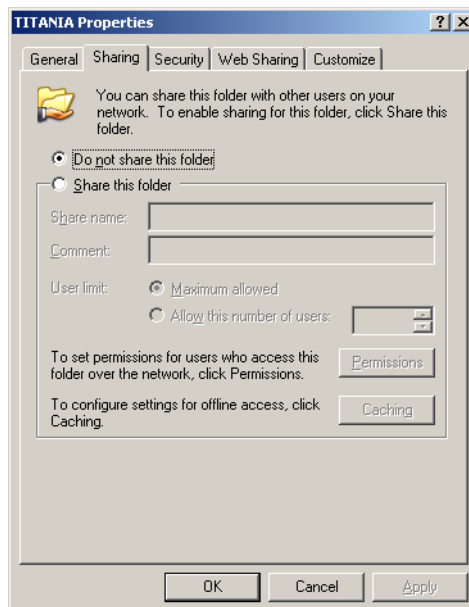 TITANIA Properties
General Sharing Security Web Sharing Customize
You can share this folder with other users on your
network. To enable sharing for this folder, click Share this
folder.
Do not share this folder
Share this folder
Share name:
Comment:
User limit: Maximum allowed
Allow this number of users:
To set permissions for users who access this
folder over the network, click Permissions.
Permissions
To configure settings for offline access, click
Caching.
Caching
OK Cancel Apply